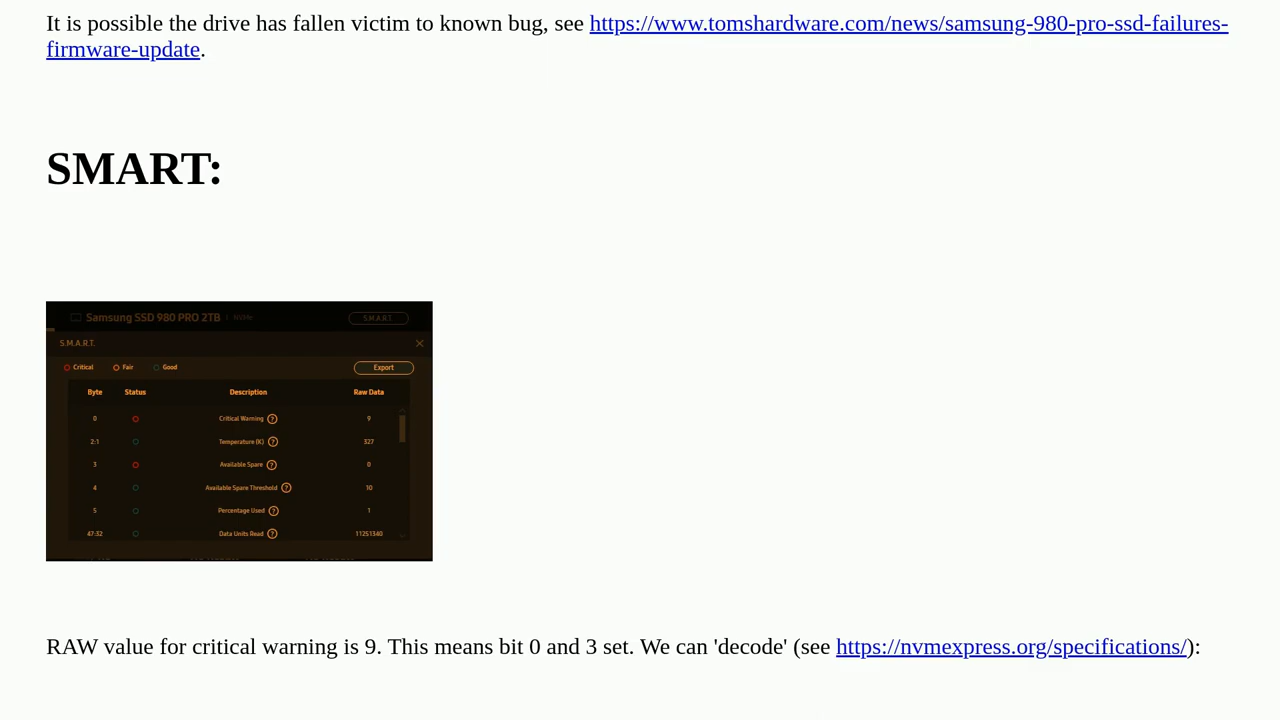 It is possible the drive has fallen victim to known bug, see https://www.tomshardware.com/news/samsung-980-pro-ssd-failures-
firmware-update.
SMART:
Samsung SSD 980 PRO 2TB | NVMe S.M.A.R.T.
S.M.A.R.T.
Critical Fair Good Export
Byte Status Description Raw Data
0 Critical Warning ? 9
2:1 Temperature (K) ? 327
3 Available Spare ? 0
4 Available Spare Threshold ? 10
5 Percentage Used ? 1
47:32 Data Units Read ? 11251340
RAW value for critical warning is 9. This means bit 0 and 3 set. We can 'decode' (see https://nvmexpress.org/specifications/):